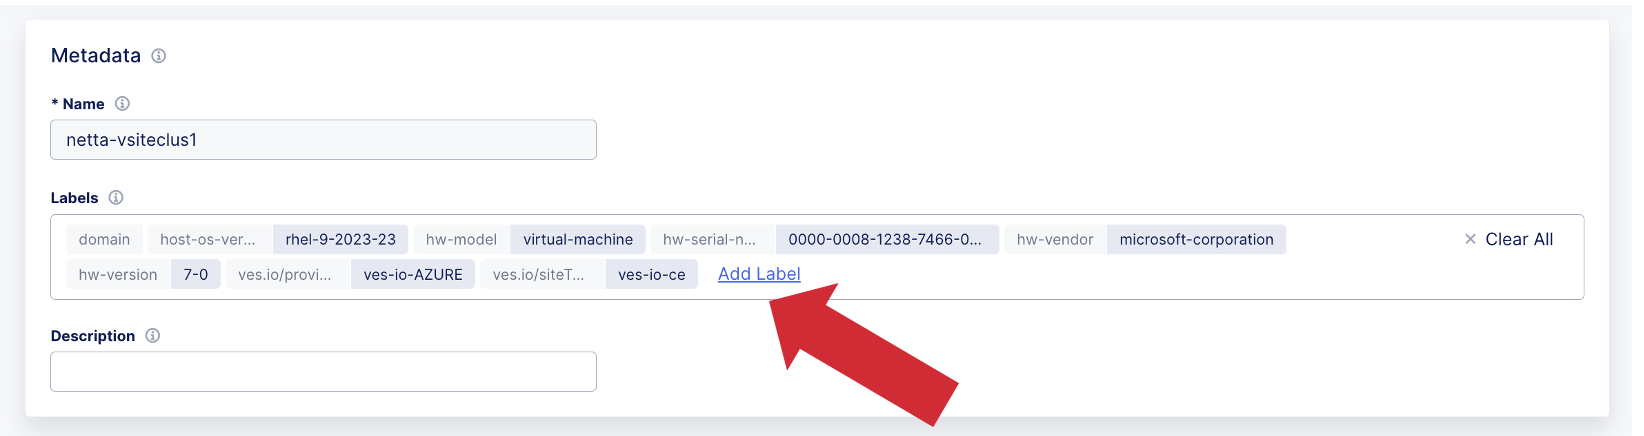 Metadata
* Name
netta-vsiteclus1
Labels
domain host-os-ver... rhel-9-2023-23 hw-model virtual-machine hw-serial-n... 0000-0008-1238-7466-0... hw-vendor microsoft-corporation × Clear All
hw-version 7-0 ves.io/provi... ves-io-AZURE ves.io/siteT... ves-io-ce Add Label
Description